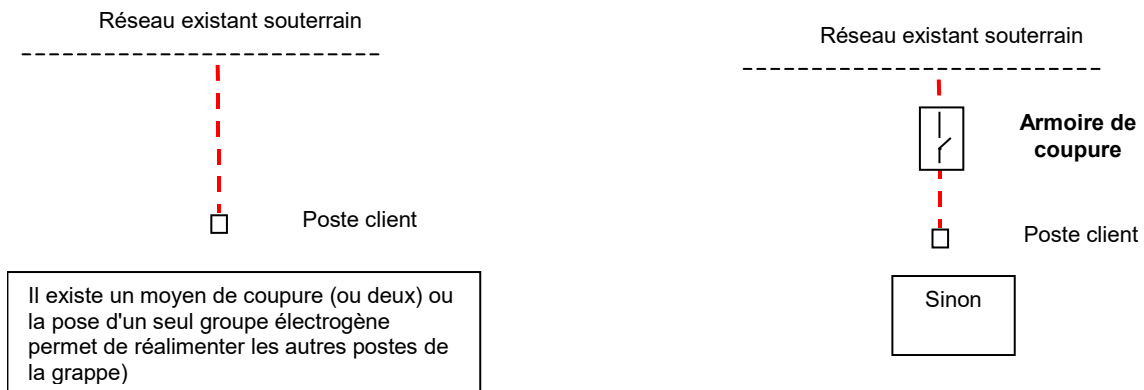 Réseau existant souterrain
Poste client
Il existe un moyen de coupure (ou deux) ou
la pose d'un seul groupe électrogène
permet de réalimenter les autres postes de
la grappe)
Réseau existant souterrain
Armoire de
coupure
Poste client
Sinon